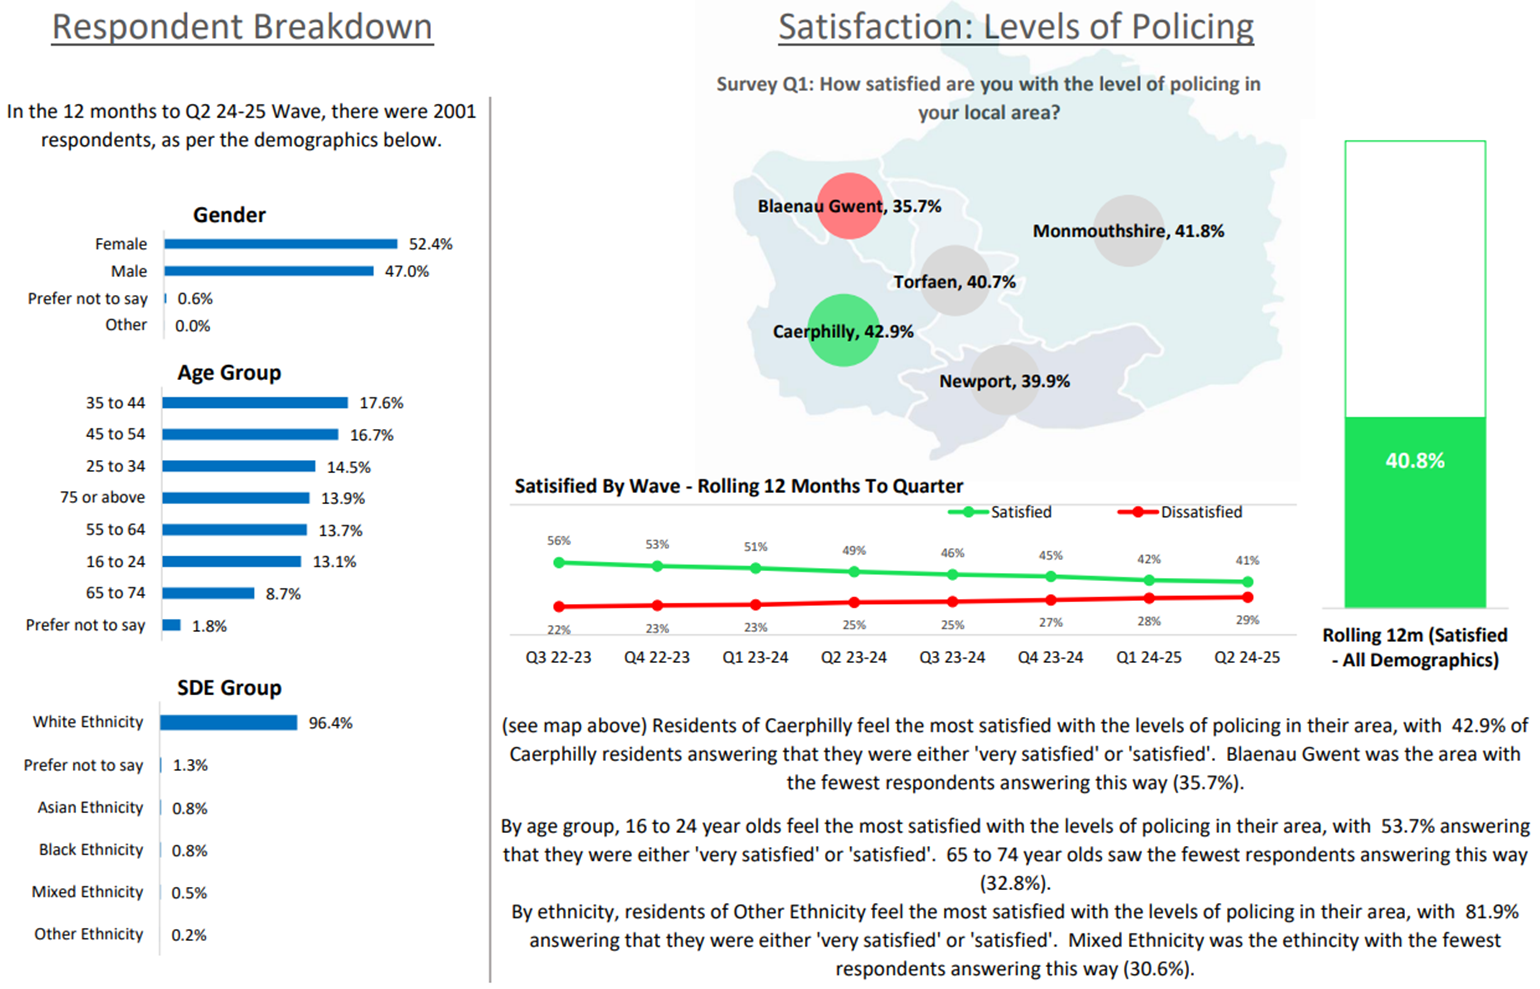 Respondent Breakdown
In the 12 months to Q2 24-25 Wave, there were 2001
respondents, as per the demographics below.
Gender
Female 52.4%
Male 47.0%
Prefer not to say 0.6%
Other 0.0%
Age Group
35 to 44 17.6%
45 to 54 16.7%
25 to 34 14.5%
75 or above 13.9%
55 to 64 13.7%
16 to 24 13.1%
65 to 74 8.7%
Prefer not to say 1.8%
SDE Group
White Ethnicity 96.4%
Prefer not to say 1.3%
Asian Ethnicity 0.8%
Black Ethnicity 0.8%
Mixed Ethnicity 0.5%
Other Ethnicity 0.2%
Satisfaction: Levels of Policing
Survey Q1: How satisfied are you with the level of policing in
your local area?
Blaenau Gwent, 35.7%
Monmouthshire, 41.8%
Torfaen, 40.7%
Caerphilly, 42.9%
Newport, 39.9%
40.8%
Rolling 12m (Satisfied
- All Demographics)
Satisified By Wave - Rolling 12 Months To Quarter
Satisfied Dissatisfied
56% 53% 51% 49% 46% 45% 42% 41%
22% 23% 23% 25% 25% 27% 28% 29%
Q3 22-23 Q4 22-23 Q1 23-24 Q2 23-24 Q3 23-24 Q4 23-24 Q1 24-25 Q2 24-25
(see map above) Residents of Caerphilly feel the most satisfied with the levels of policing in their area, with 42.9% of
Caerphilly residents answering that they were either 'very satisfied' or 'satisfied'. Blaenau Gwent was the area with
the fewest respondents answering this way (35.7%).
By age group, 16 to 24 year olds feel the most satisfied with the levels of policing in their area, with 53.7% answering
that they were either 'very satisfied' or 'satisfied'. 65 to 74 year olds saw the fewest respondents answering this way
(32.8%).
By ethnicity, residents of Other Ethnicity feel the most satisfied with the levels of policing in their area, with 81.9%
answering that they were either 'very satisfied' or 'satisfied'. Mixed Ethnicity was the ethincity with the fewest
respondents answering this way (30.6%).